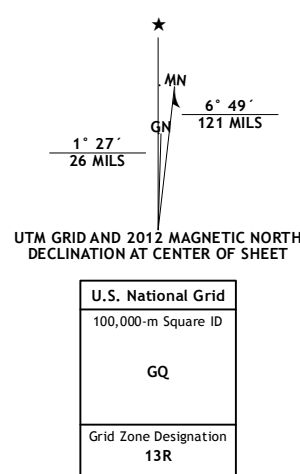 ★
MN
GN
6° 49´
121 MILS
1° 27´
26 MILS
UTM GRID AND 2012 MAGNETIC NORTH
DECLINATION AT CENTER OF SHEET
U.S. National Grid
100,000-m Square ID
GQ
Grid Zone Designation
13R